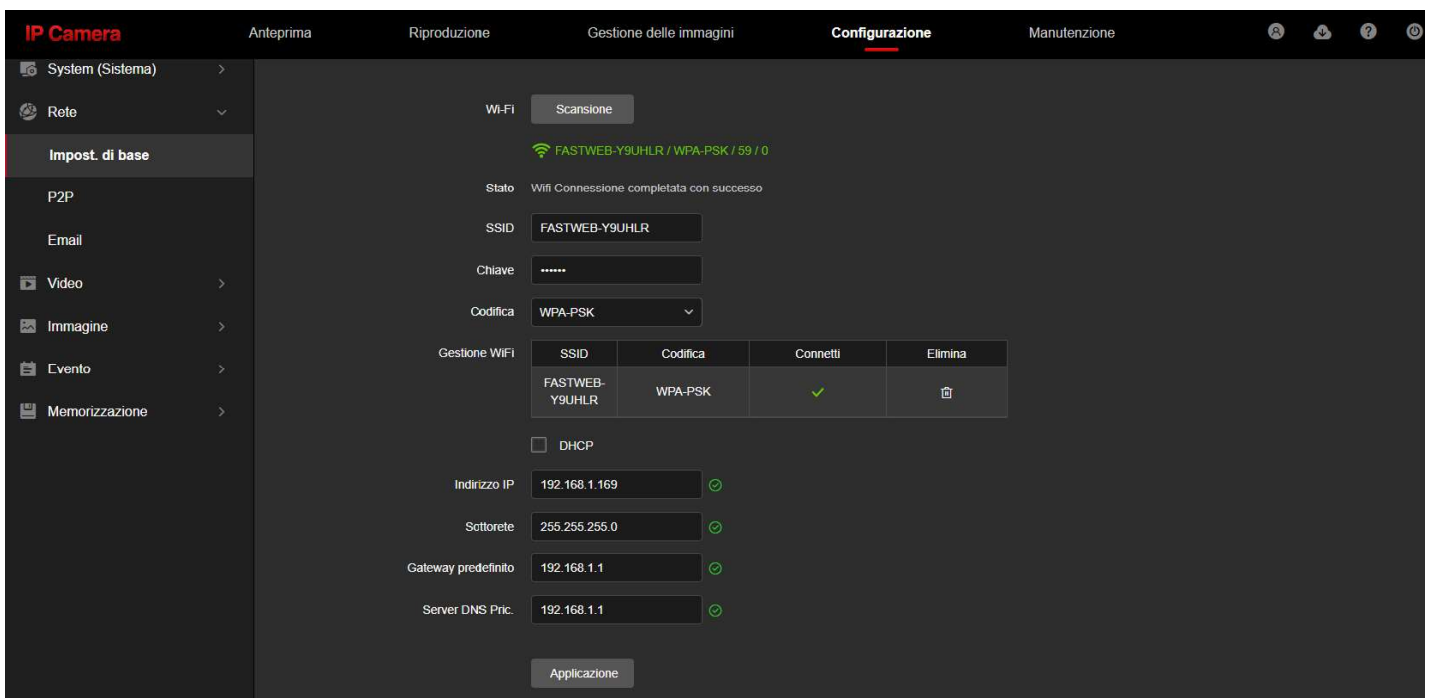 IP Camera Anteprima Riproduzione Gestione delle immagini Configurazione Manutenzione
System (Sistema)
Rete
Impost. di base
P2P
Email
Video
Immagine
Evento
Memorizzazione
Wi-Fi Scansione
FASTWEB-Y9UHLR / WPA-PSK / 59 / 0
Stato Wifi Connessione completata con successo
SSID FASTWEB-Y9UHLR
Chiave ••••••
Codifica WPA-PSK
Gestione WiFi SSID Codifica Connetti Elimina
FASTWEB-
Y9UHLR WPA-PSK
DHCP
Indirizzo IP 192.168.1.169
Sottorete 255.255.255.0
Gateway predefinito 192.168.1.1
Server DNS Pric. 192.168.1.1
Applicazione